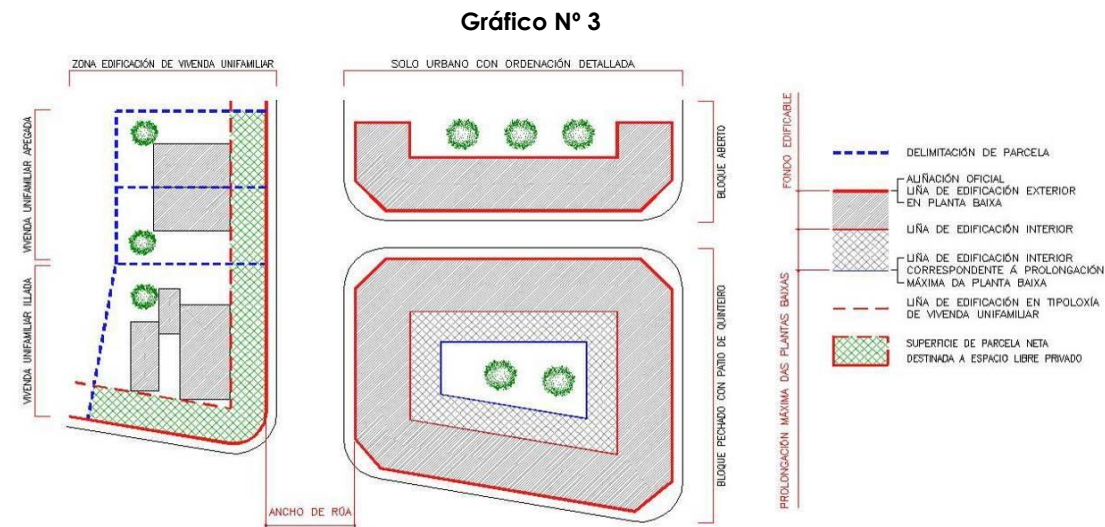 Gráfico Nº 3
ZONA EDIFICACIÓN DE VIVENDA UNIFAMILIAR
SOLO URBANO CON ORDENACIÓN DETALLADA
VIVENDA UNIFAMILIAR APEGADA
VIVENDA UNIFAMILIAR ILLADA
BLOQUE ABERTO
BLOQUE PECHADO CON PATIO DE QUINTEIRO
ANCHO DE RÚA
FONDO EDIFICABLE
PROLONGACIÓN MÁXIMA DAS PLANTAS BAIXAS
DELIMITACIÓN DE PARCELA
ALIÑACIÓN OFICIAL
LIÑA DE EDIFICACIÓN EXTERIOR
EN PLANTA BAIXA
LIÑA DE EDIFICACIÓN INTERIOR
LIÑA DE EDIFICACIÓN INTERIOR
CORRESPONDENTE Á PROLONGACIÓN
MÁXIMA DA PLANTA BAIXA
LIÑA DE EDIFICACIÓN EN TIPOLOXÍA
DE VIVENDA UNIFAMILIAR
SUPERFICIE DE PARCELA NETA
DESTINADA A ESPACIO LIBRE PRIVADO